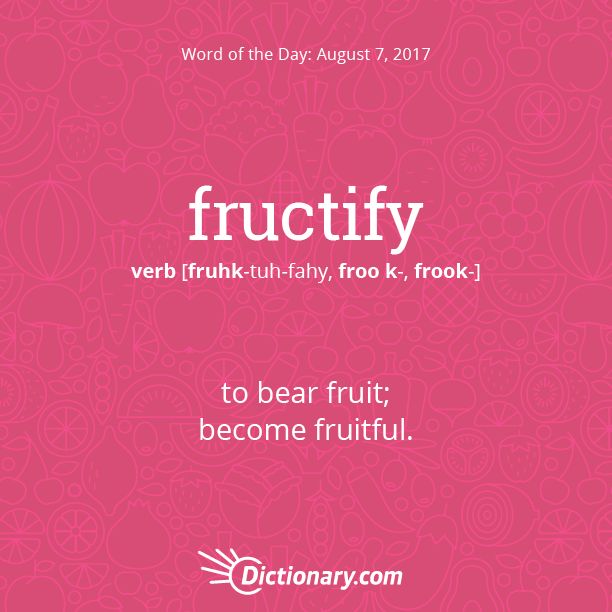 Word of the Day: August 7, 2017
fructify
verb [fruhk-tuh-fahy, froo k-, frook-]
to bear fruit;
become fruitful.
Dictionary.com